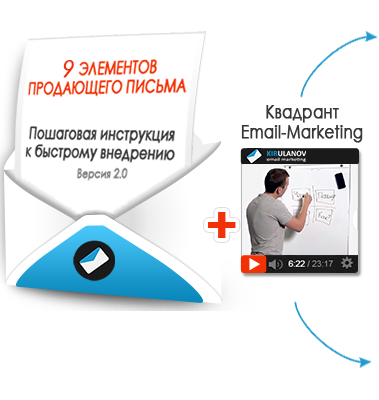 9 ЭЛЕМЕНТОВ
ПРОДАЮЩЕГО ПИСЬМА
Пошаговая инструкция
к быстрому внедрению
Версия 2.0
+
Квадрант
Email-Marketing
KIRULANOV
email marketing
Как?
6:22 / 23:17